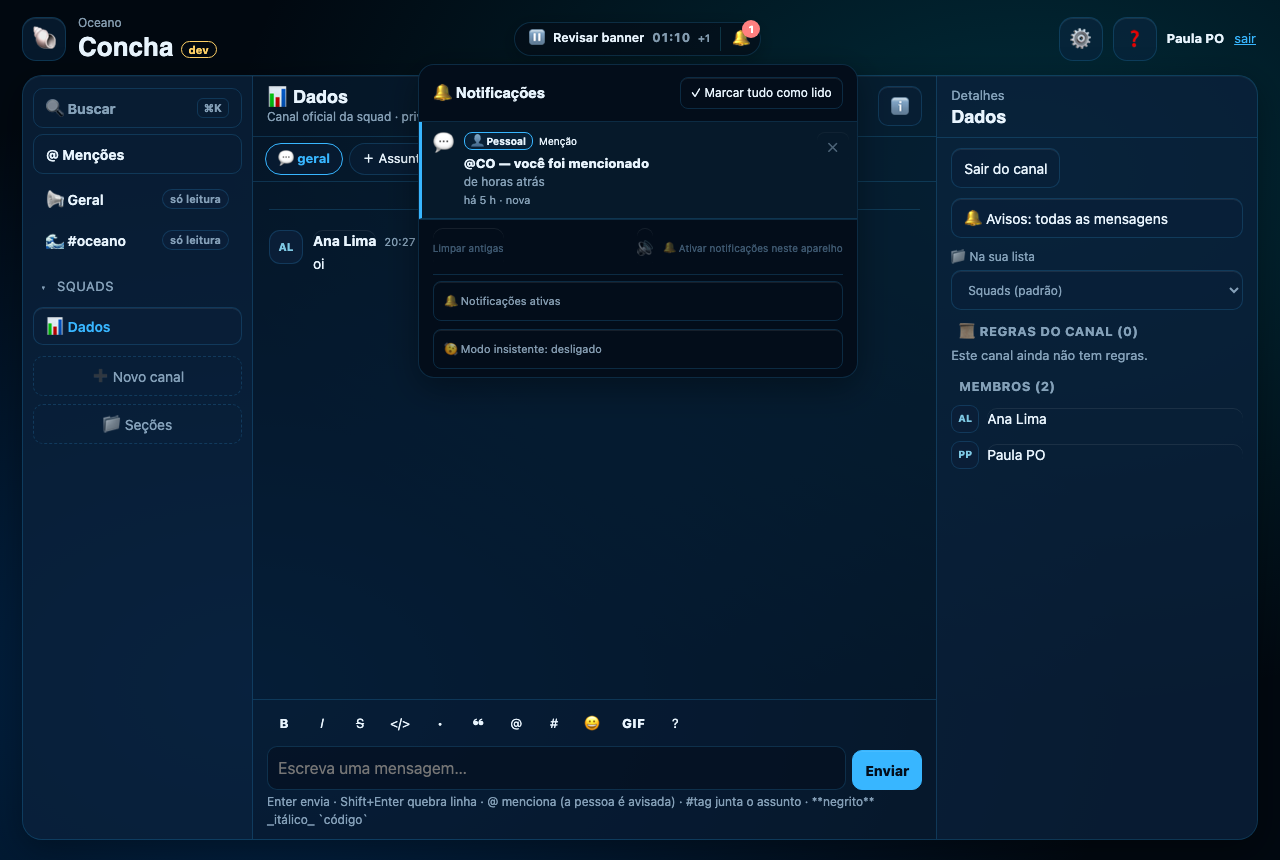 Oceano
Concha dev
Revisar banner 01:10 +1
1
Paula PO sair
Buscar ⌘K
@ Menções
Geral só leitura
#oceano só leitura
SQUADS
Dados
Novo canal
Seções
Dados
Canal oficial da squad · pri
geral
+ Assunt
AL
Ana Lima 20:27
oi
Notificações
✓ Marcar tudo como lido
Pessoal Menção
@CO — você foi mencionado
de horas atrás
há 5 h · nova
Limpar antigas
Ativar notificações neste aparelho
Notificações ativas
Modo insistente: desligado
B I S </> • ❝ @ # GIF ?
Escreva uma mensagem...
Enviar
Enter envia · Shift+Enter quebra linha · @ menciona (a pessoa é avisada) · #tag junta o assunto · **negrito**
_itálico_ `código`
Detalhes
Dados
Sair do canal
Avisos: todas as mensagens
Na sua lista
Squads (padrão)
REGRAS DO CANAL (0)
Este canal ainda não tem regras.
MEMBROS (2)
AL Ana Lima
PP Paula PO